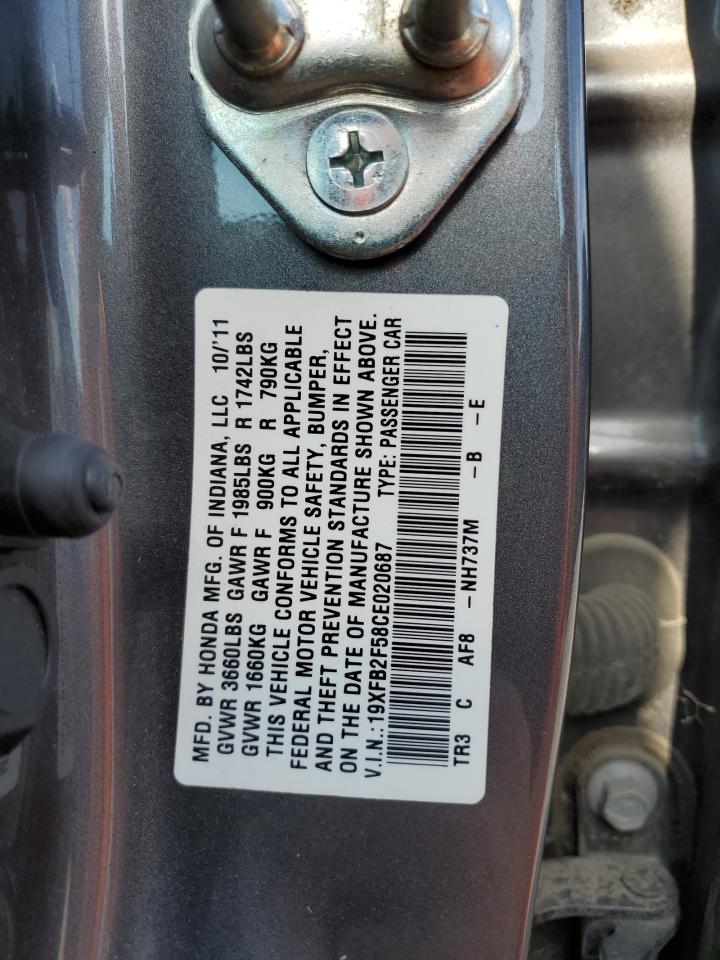 MFD. BY HONDA MFG. OF INDIANA, LLC 10/'11
GVWR 3660LBS GAWR F 1985LBS R 1742LBS
GVWR 1660KG GAWR F 900KG R 790KG
THIS VEHICLE CONFORMS TO ALL APPLICABLE
FEDERAL MOTOR VEHICLE SAFETY, BUMPER,
AND THEFT PREVENTION STANDARDS IN EFFECT
ON THE DATE OF MANUFACTURE SHOWN ABOVE.
V.I.N.:19XFB2F58CE020687 TYPE: PASSENGER CAR
TR3 C AF8 -NH737M -B -E